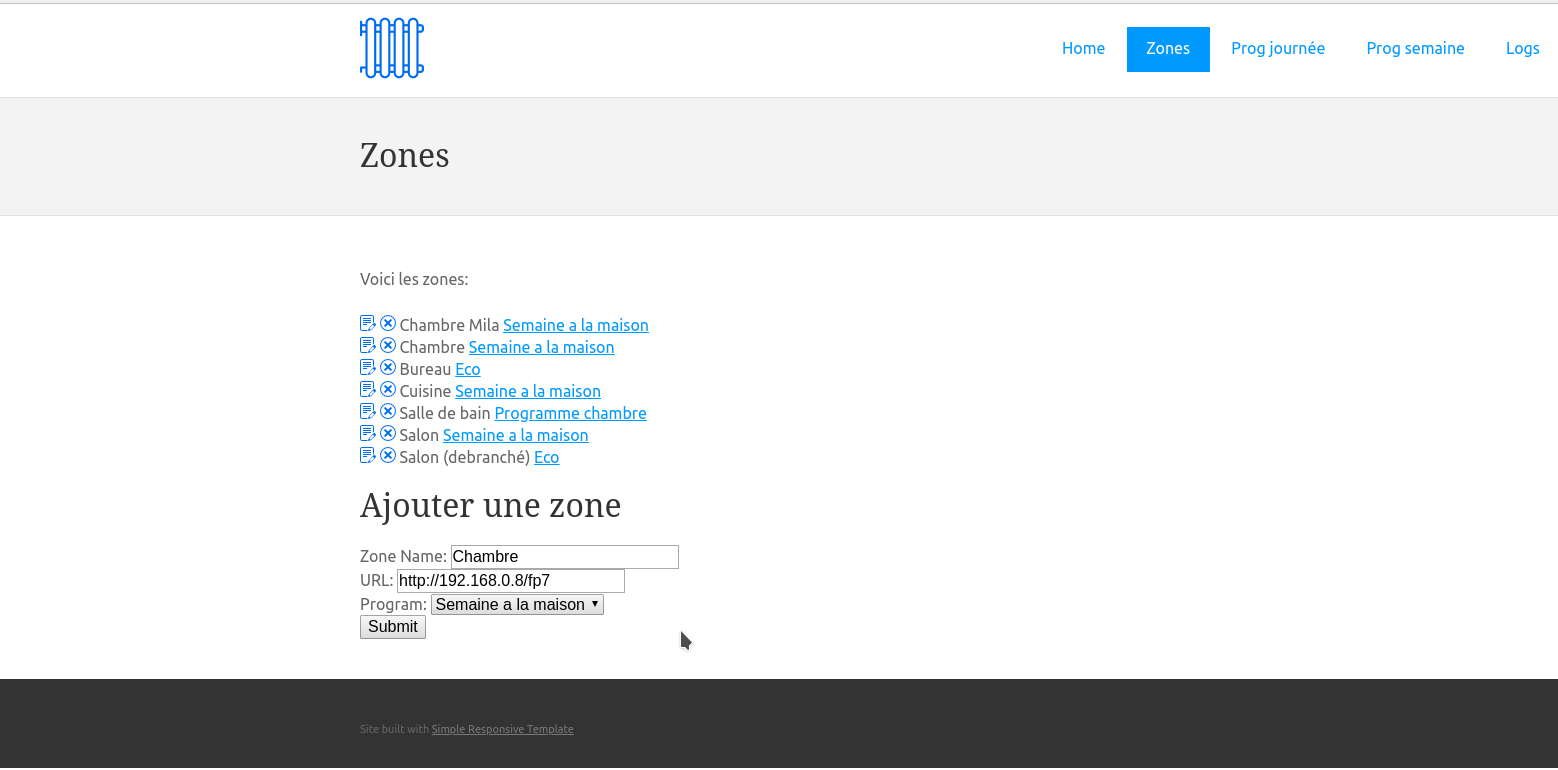 Home Zones Prog journée Prog semaine Logs
Zones
Voici les zones:
Chambre Mila Semaine a la maison
Chambre Semaine a la maison
Bureau Eco
Cuisine Semaine a la maison
Salle de bain Programme chambre
Salon Semaine a la maison
Salon (debranché) Eco
Ajouter une zone
Zone Name: Chambre
URL: http://192.168.0.8/fp7
Program: Semaine a la maison
Submit
Site built with Simple Responsive Template